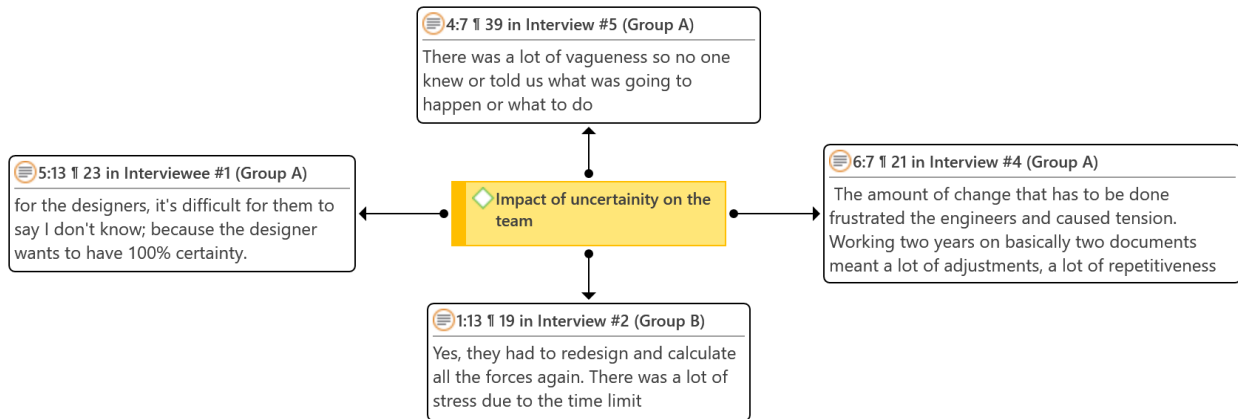 4:7 ¶ 39 in Interview #5 (Group A)
There was a lot of vagueness so no one
knew or told us what was going to
happen or what to do
5:13 ¶ 23 in Interviewee #1 (Group A)
for the designers, it's difficult for them to
say I don't know; because the designer
wants to have 100% certainty.
Impact of uncertainity on the
team
6:7 ¶ 21 in Interview #4 (Group A)
The amount of change that has to be done
frustrated the engineers and caused tension.
Working two years on basically two documents
meant a lot of adjustments, a lot of repetitiveness
1:13 ¶ 19 in Interview #2 (Group B)
Yes, they had to redesign and calculate
all the forces again. There was a lot of
stress due to the time limit